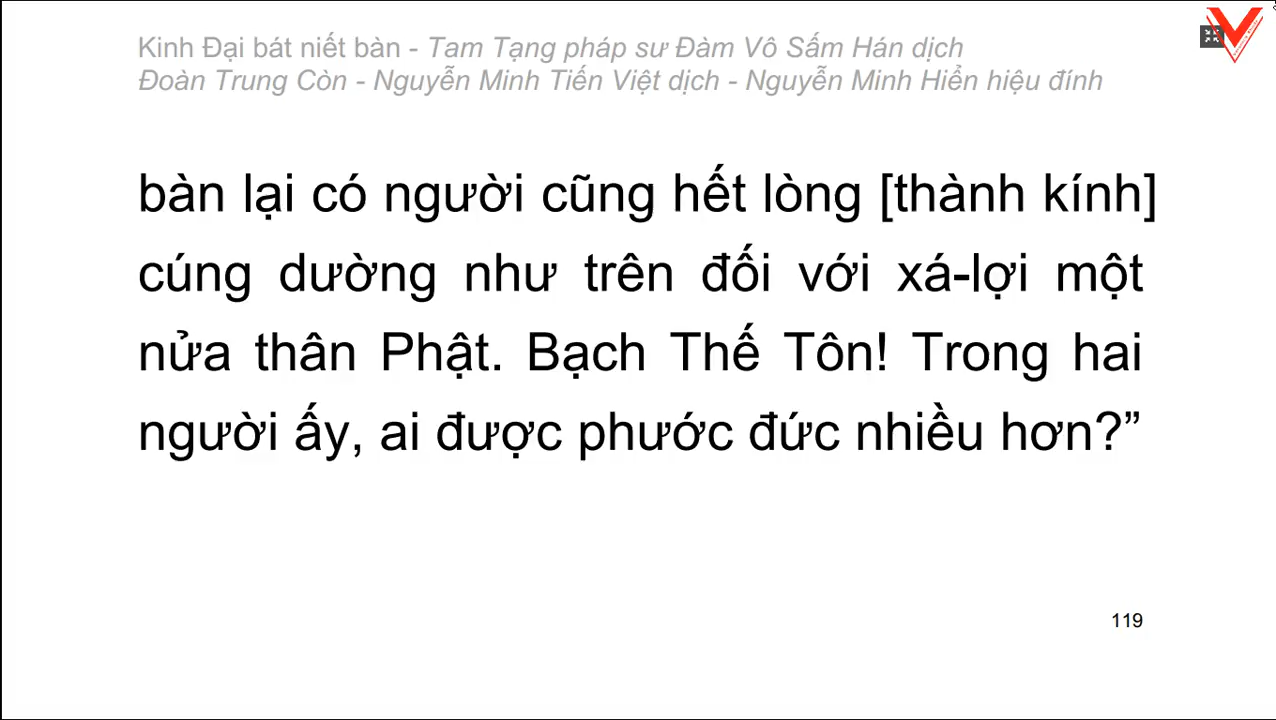 Kinh Đại bát niết bàn - Tam Tạng pháp sư Đàm Vô Sấm Hán dịch
Đoàn Trung Còn - Nguyễn Minh Tiến Việt dịch - Nguyễn Minh Hiển hiệu đính
bàn lại có người cũng hết lòng [thành kính]
cúng dường như trên đối với xá-lợi một
nửa thân Phật. Bạch Thế Tôn! Trong hai
người ấy, ai được phước đức nhiều hơn?”
119